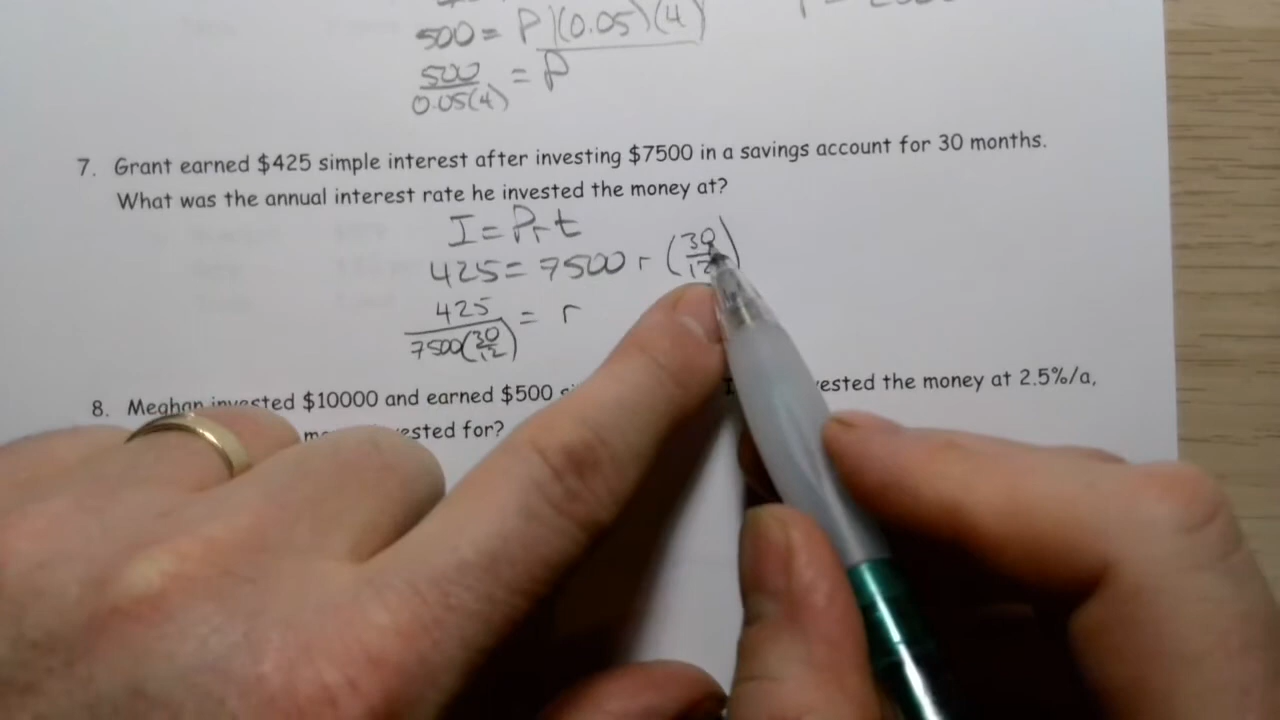 500 = P(0.05)(4)
500/0.05(4) = P
7. Grant earned $425 simple interest after investing $7500 in a savings account for 30 months.
What was the annual interest rate he invested the money at?
I = Prt
425 = 7500 r (30/12)
425/7500(30/12) = r
8. Meghan invested $10000 and earned $500 invested the money at 2.5%/a,
invested for?